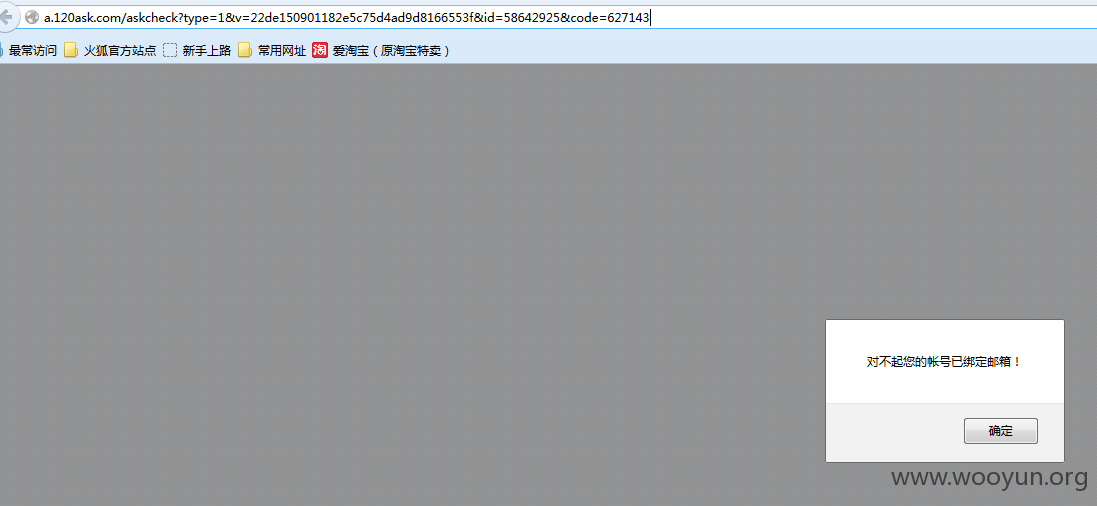 a.120ask.com/askcheck?type=1&v=22de150901182e5c75d4ad9d8166553f&id=58642925&code=627143
最常访问 火狐官方站点 新手上路 常用网址 淘 爱淘宝（原淘宝特卖）
对不起您的帐号已绑定邮箱！
确定
www.wooyun.org